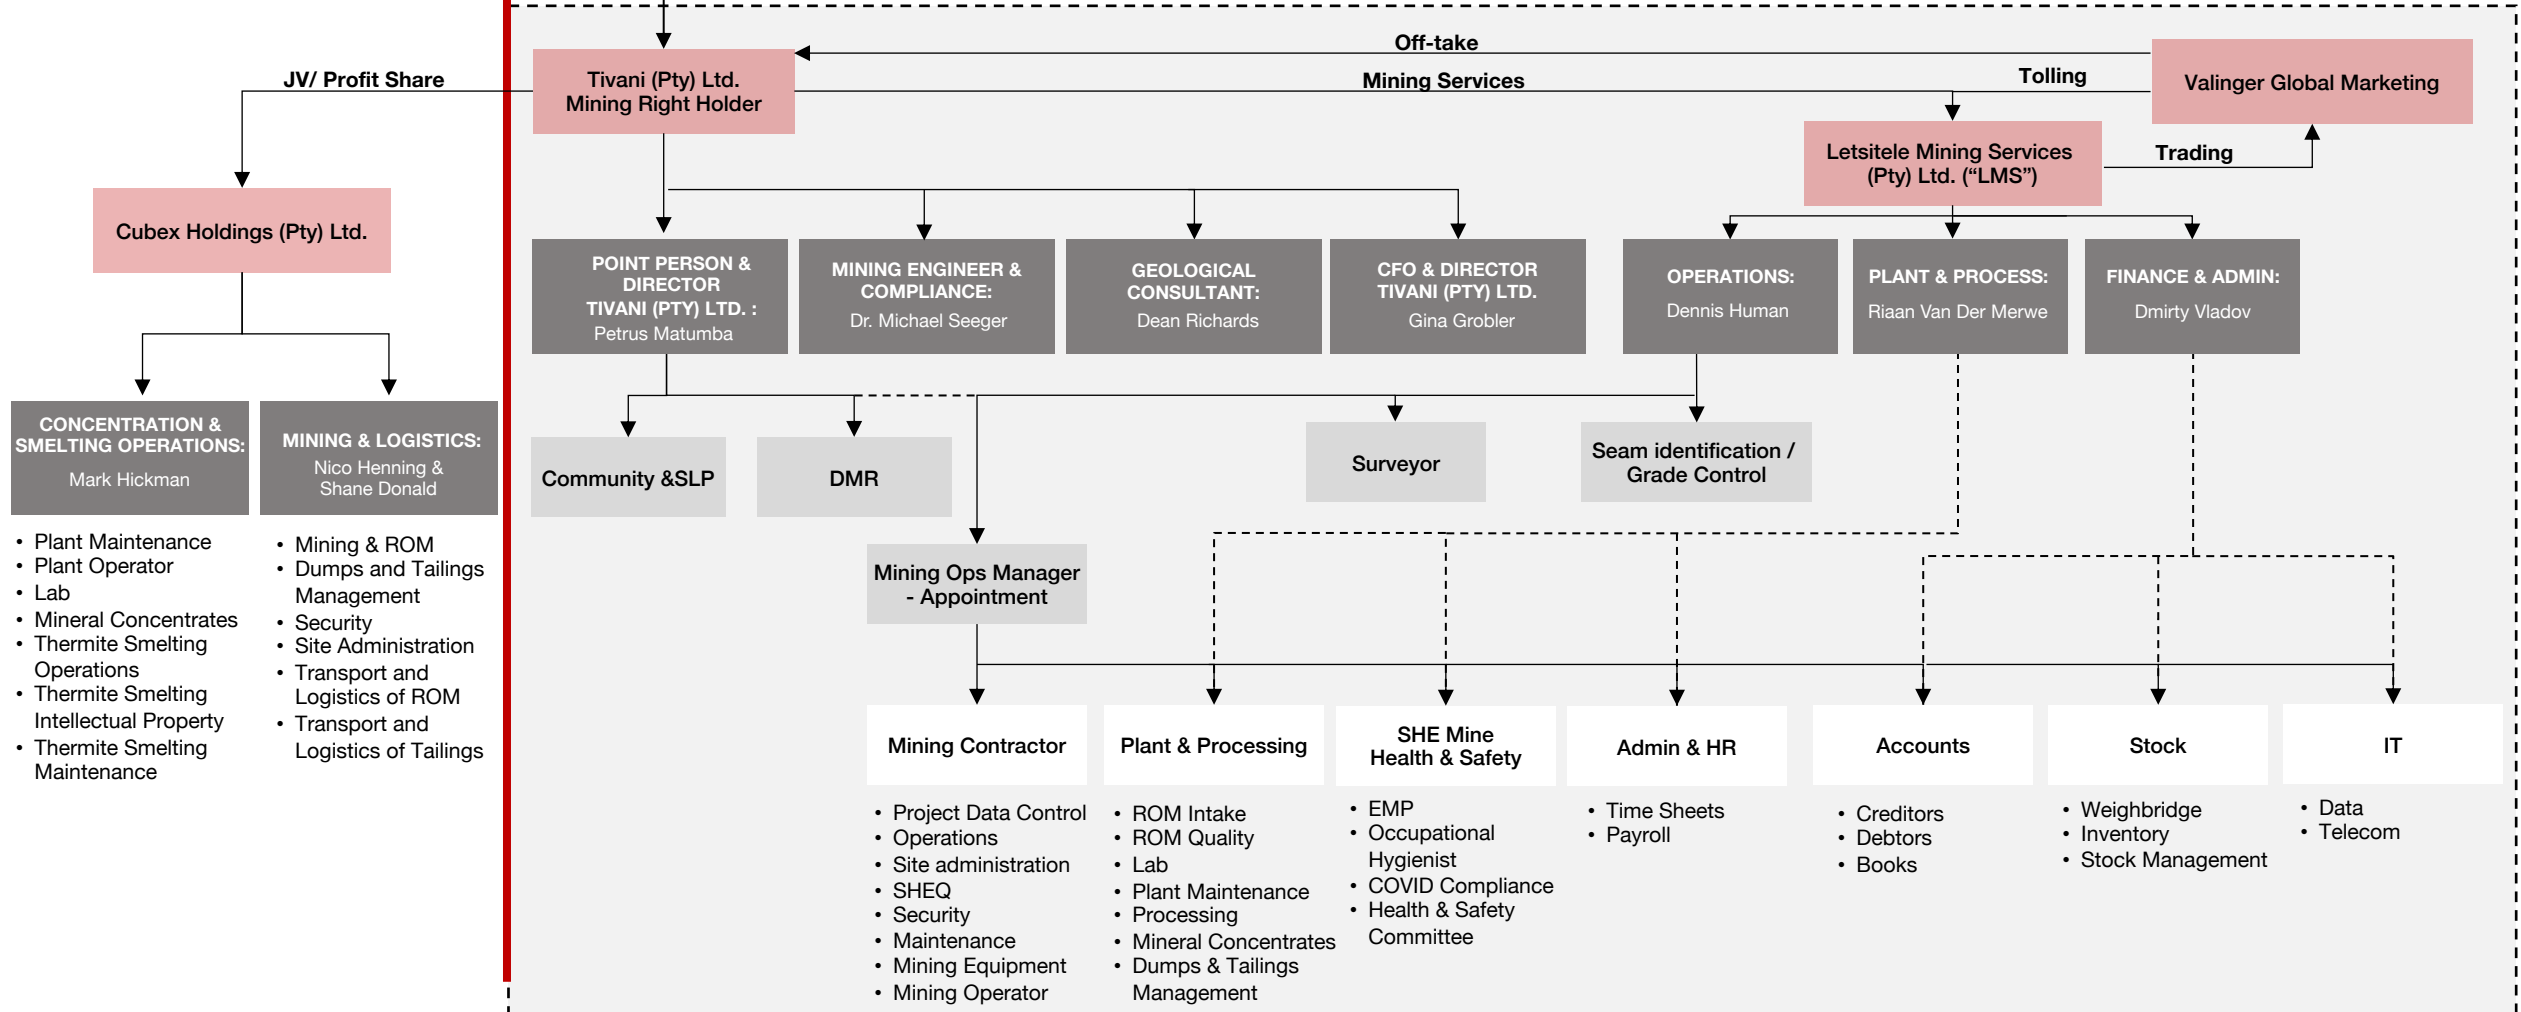 Off-take
JV/ Profit Share
Tivani (Pty) Ltd.
Mining Right Holder
Mining Services
Tolling
Valinger Global Marketing
Letsitele Mining Services
(Pty) Ltd. (“LMS”)
Trading
Cubex Holdings (Pty) Ltd.
POINT PERSON &
DIRECTOR
TIVANI (PTY) LTD. :
Petrus Matumba
MINING ENGINEER &
COMPLIANCE:
Dr. Michael Seeger
GEOLOGICAL
CONSULTANT:
Dean Richards
CFO & DIRECTOR
TIVANI (PTY) LTD.
Gina Grobler
OPERATIONS:
Dennis Human
PLANT & PROCESS:
Riaan Van Der Merwe
FINANCE & ADMIN:
Dmirty Vladov
CONCENTRATION &
SMELTING OPERATIONS:
Mark Hickman
MINING & LOGISTICS:
Nico Henning &
Shane Donald
Community &SLP
DMR
Surveyor
Seam identification /
Grade Control
• Plant Maintenance
• Plant Operator
• Lab
• Mineral Concentrates
• Thermite Smelting
Operations
• Thermite Smelting
Intellectual Property
• Thermite Smelting
Maintenance
• Mining & ROM
• Dumps and Tailings
Management
• Security
• Site Administration
• Transport and
Logistics of ROM
• Transport and
Logistics of Tailings
Mining Ops Manager
- Appointment
Mining Contractor
Plant & Processing
SHE Mine
Health & Safety
Admin & HR
Accounts
Stock
IT
• Project Data Control
• Operations
• Site administration
• SHEQ
• Security
• Maintenance
• Mining Equipment
• Mining Operator
• ROM Intake
• ROM Quality
• Lab
• Plant Maintenance
• Processing
• Mineral Concentrates
• Dumps & Tailings
Management
• EMP
• Occupational
Hygienist
• COVID Compliance
• Health & Safety
Committee
• Time Sheets
• Payroll
• Creditors
• Debtors
• Books
• Weighbridge
• Inventory
• Stock Management
• Data
• Telecom